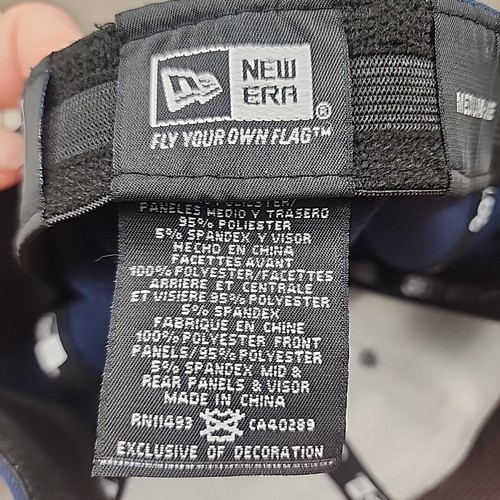 NEW
ERA
®
FLY YOUR OWN FLAG™
PANELES MEDIO Y TRASERO
95% POLIESTER
5% SPANDEX Y VISOR
HECHO EN CHINA
FACETTES AVANT
100% POLYESTER/FACETTES
ARRIERE ET CENTRALE
ET VISIERE 95% POLYESTER
5% SPANDEX
FABRIQUE EN CHINE
100% POLYESTER FRONT
PANELS/95% POLYESTER
5% SPANDEX MID &
REAR PANELS & VISOR
MADE IN CHINA
RN11493 CA40289
EXCLUSIVE OF DECORATION